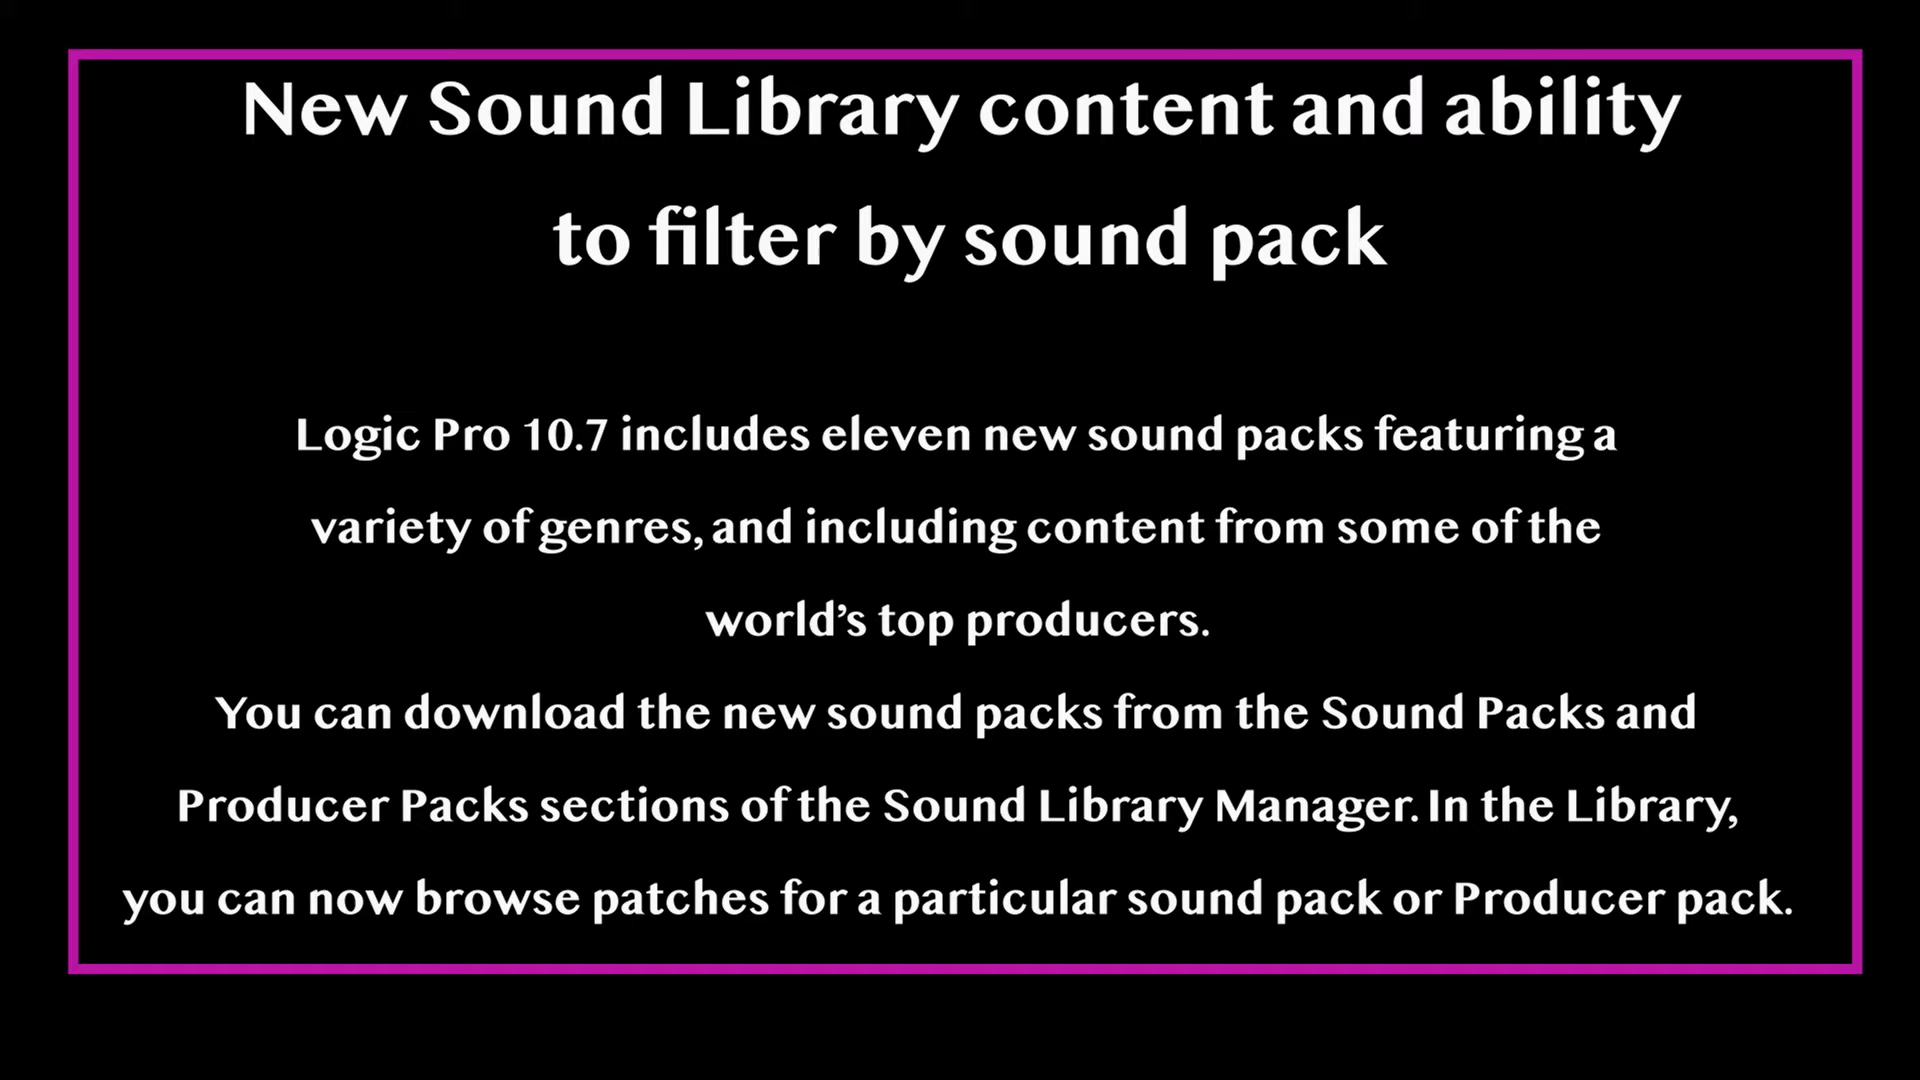 New Sound Library content and ability
to filter by sound pack
Logic Pro 10.7 includes eleven new sound packs featuring a
variety of genres, and including content from some of the
world’s top producers.
You can download the new sound packs from the Sound Packs and
Producer Packs sections of the Sound Library Manager. In the Library,
you can now browse patches for a particular sound pack or Producer pack.